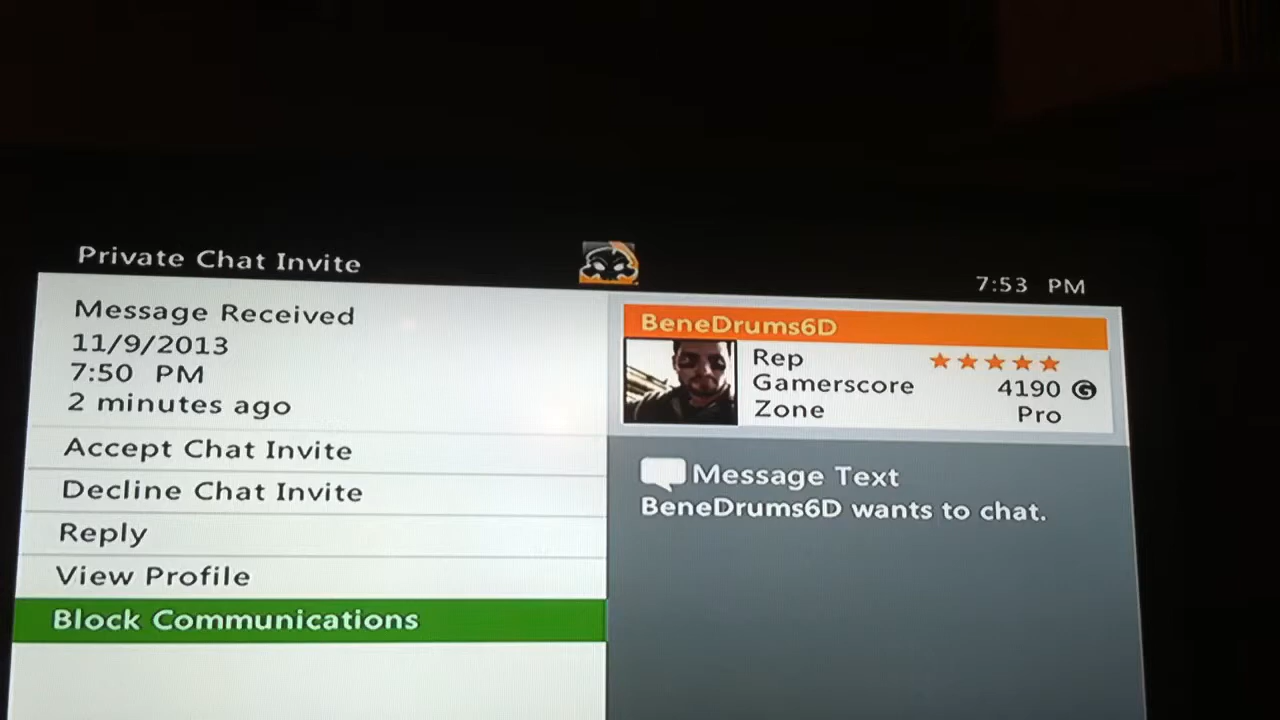 Private Chat Invite
7:53 PM
Message Received
11/9/2013
7:50 PM
2 minutes ago
Accept Chat Invite
Decline Chat Invite
Reply
View Profile
Block Communications
BeneDrums6D
Rep
Gamerscore 4190 G
Zone Pro
Message Text
BeneDrums6D wants to chat.